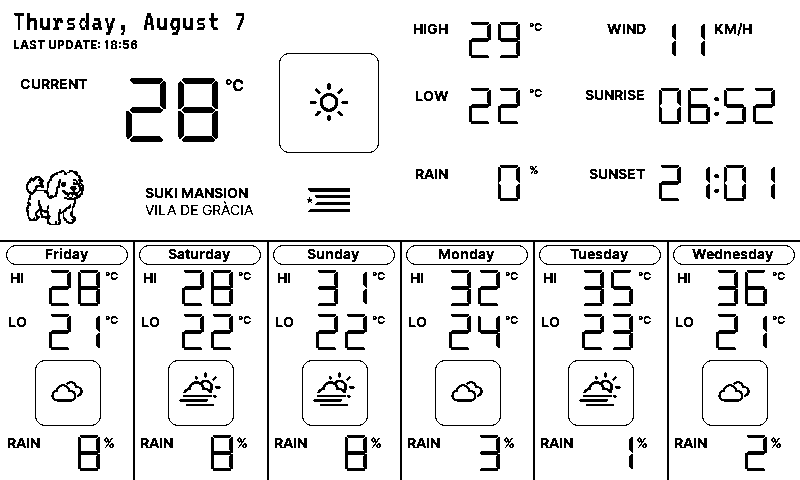 Thursday, August 7
LAST UPDATE: 18:56
CURRENT 28 °C
SUKI MANSION
VILA DE GRÀCIA
HIGH 29 °C
LOW 22 °C
RAIN 0 %
WIND 11 KM/H
SUNRISE 06:52
SUNSET 21:01
Friday
HI 28 °C
LO 21 °C
RAIN 8 %
Saturday
HI 28 °C
LO 22 °C
RAIN 8 %
Sunday
HI 31 °C
LO 22 °C
RAIN 8 %
Monday
HI 32 °C
LO 24 °C
RAIN 3 %
Tuesday
HI 35 °C
LO 23 °C
RAIN 1 %
Wednesday
HI 36 °C
LO 21 °C
RAIN 2 %